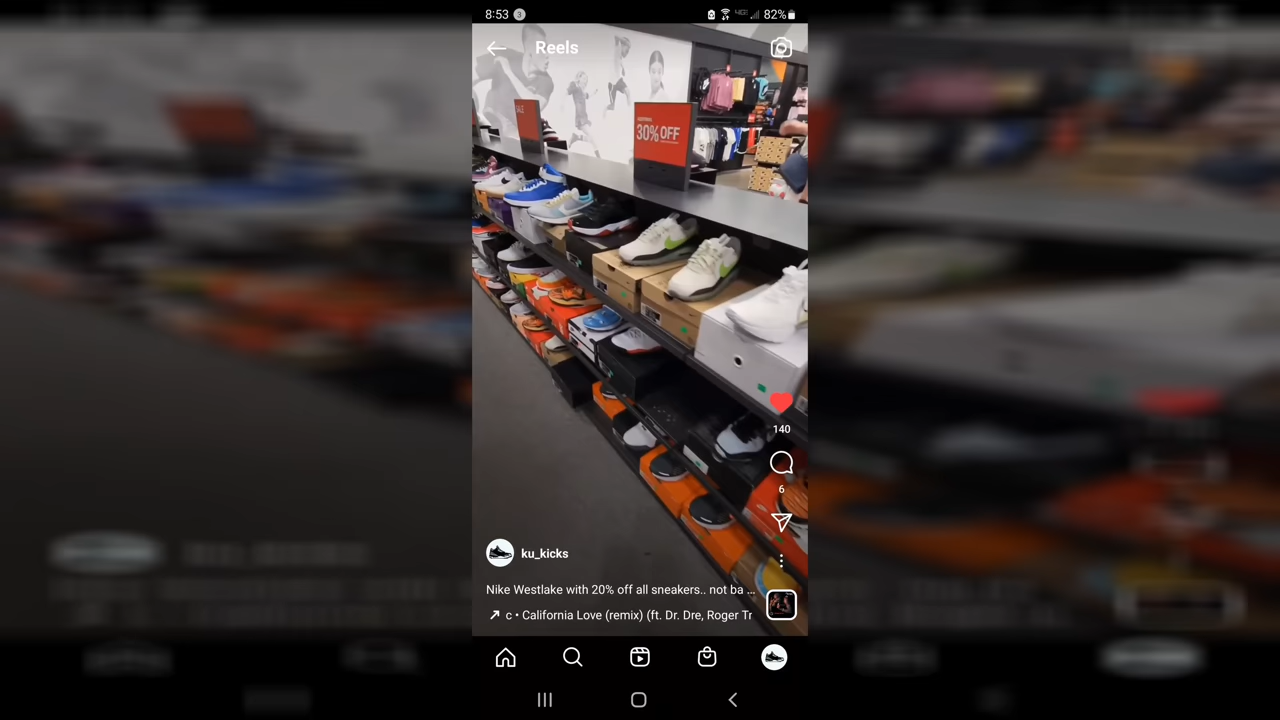 8:53 3 82%
Reels
SALE
30% OFF
140
6
ku_kicks
Nike Westlake with 20% off all sneakers.. not ba ...
c • California Love (remix) (ft. Dr. Dre, Roger Tr